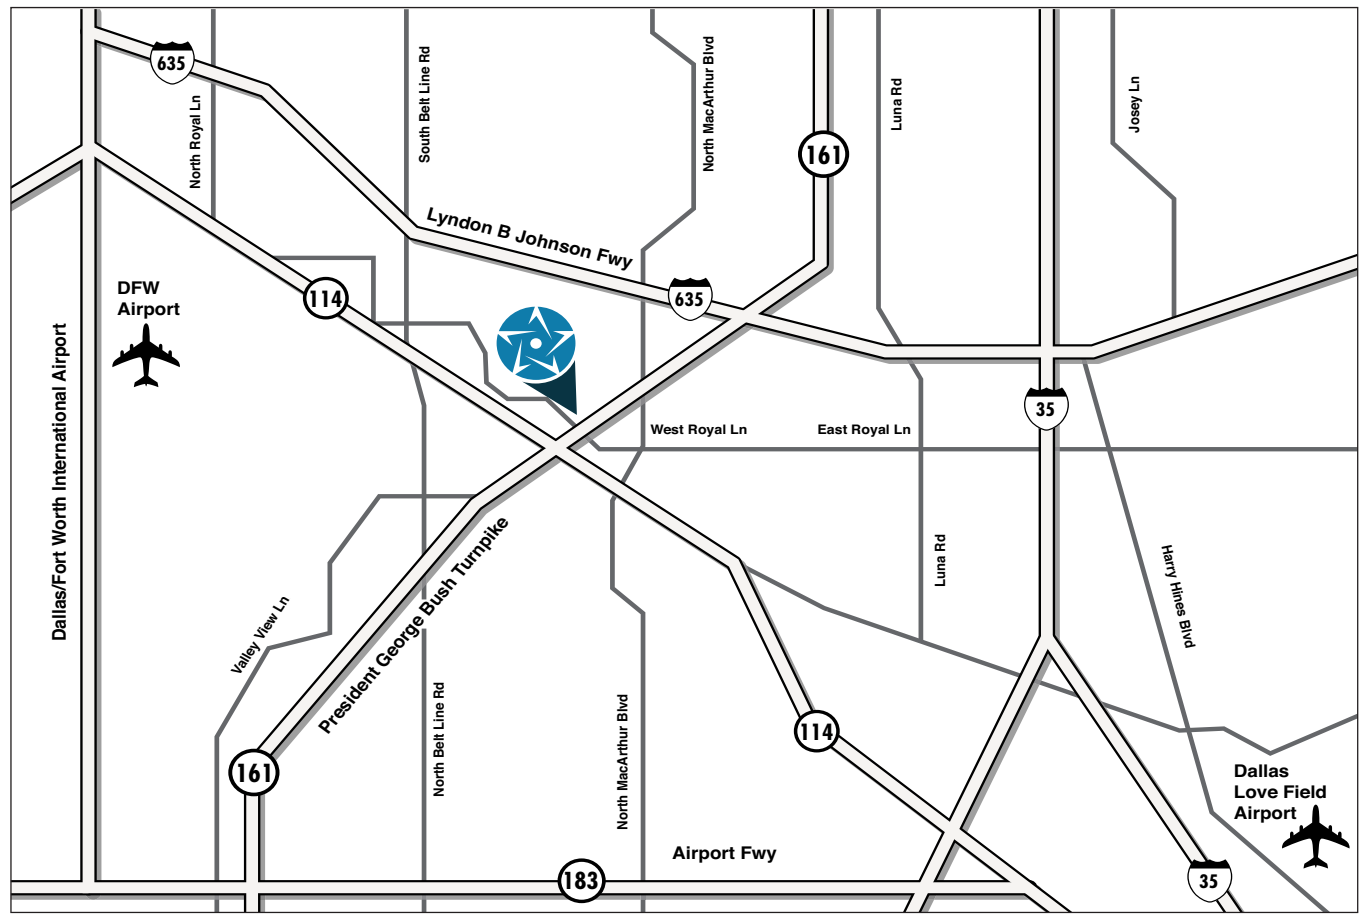 635
North Royal Ln
South Belt Line Rd
North MacArthur Blvd
161
Luna Rd
Josey Ln
Lyndon B Johnson Fwy
635
DFW
Airport
114
Dallas/Fort Worth International Airport
35
West Royal Ln
East Royal Ln
President George Bush Turnpike
Valley View Ln
Luna Rd
Harry Hines Blvd
161
North Belt Line Rd
North MacArthur Blvd
114
Dallas
Love Field
Airport
Airport Fwy
183
35